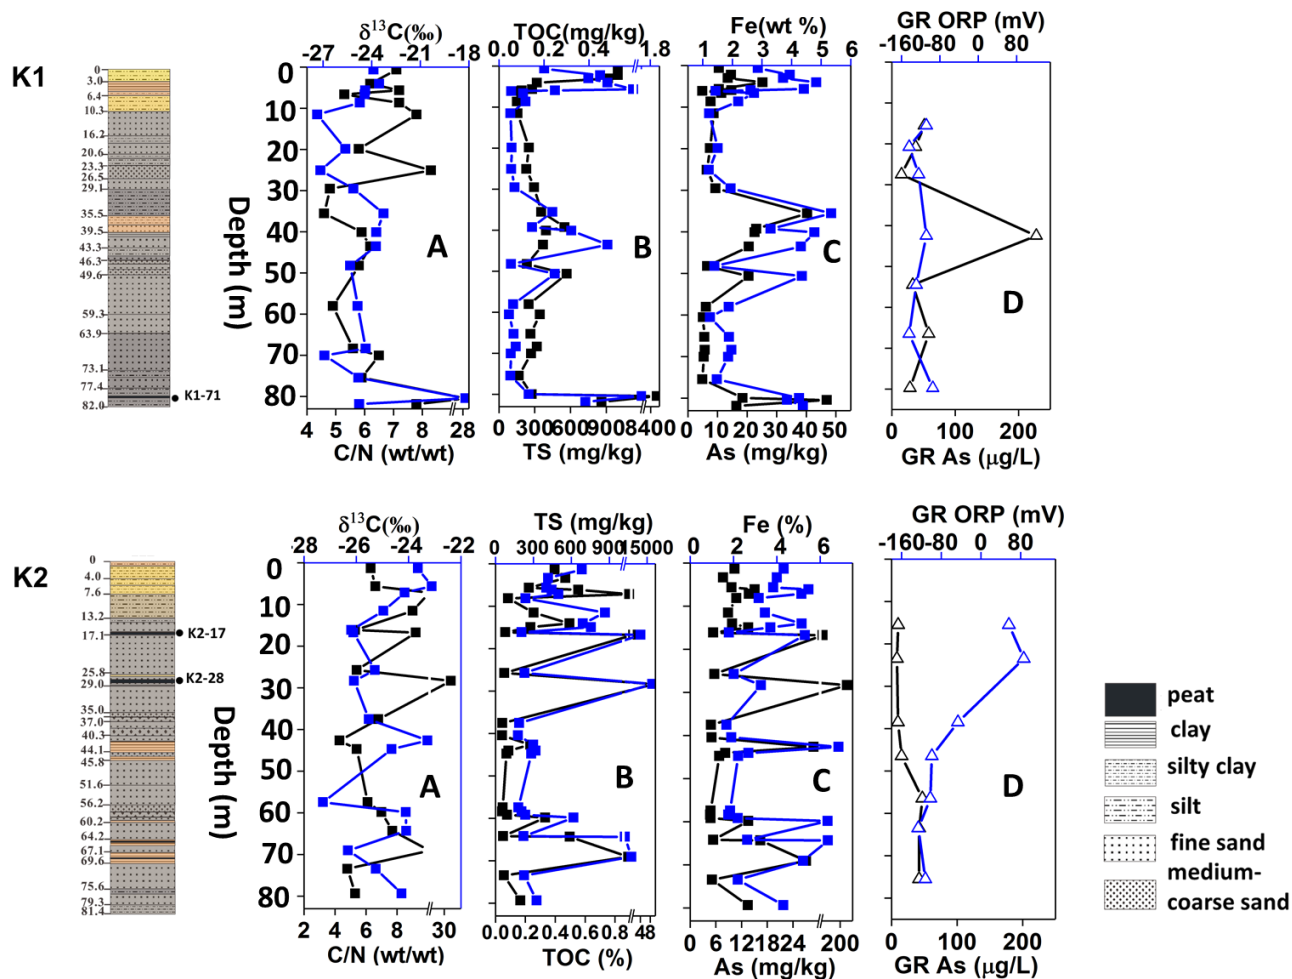 K1
δ13C(‰)
-27 -24 -21 -18
TOC(mg/kg)
0.0 0.2 0.4 1.8
Fe(wt %)
1 2 3 4 5 6
GR ORP (mV)
-160 -80 0 80
0
3.0
6.4
10.3
16.2
20.6
23.3
26.5
29.1
35.5
39.5
43.3
46.3
49.6
59.3
63.9
73.1
77.4
82.0
K1-71
Depth (m)
0
10
20
30
40
50
60
70
80
A
B
C
D
4 6 7 9 28
C/N (wt/wt)
0 300 600 900 8400
TS (mg/kg)
0 10 20 30 40 50
As (mg/kg)
0 100 200
GR As (μg/L)
K2
δ13C(‰)
-28 -26 -24 -22
TS (mg/kg)
0 300 600 900 15000
Fe (%)
0 2 4 6
GR ORP (mV)
-160 -80 0 80
0
4.0
7.6
13.2
17.1
25.8
29.0
35.0
37.0
40.3
44.1
45.8
51.6
56.2
60.2
64.2
67.1
69.6
75.6
79.3
81.4
K2-17
K2-28
Depth (m)
0
10
20
30
40
50
60
70
80
A
B
C
D
2 4 6 8 30
C/N (wt/wt)
0.0 0.2 0.4 0.6 0.8 48
TOC (%)
0 6 12 18 24 200
As (mg/kg)
0 100 200
GR As (μg/L)
peat
clay
silty clay
silt
fine sand
medium-
coarse sand